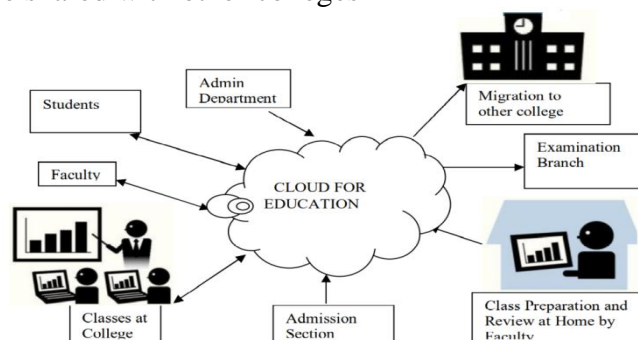 Admin
Department
Students
Migration to
other college
Examination
Branch
Faculty
CLOUD FOR
EDUCATION
Classes at
College
Admission
Section
Class Preparation and
Review at Home by
Faculty